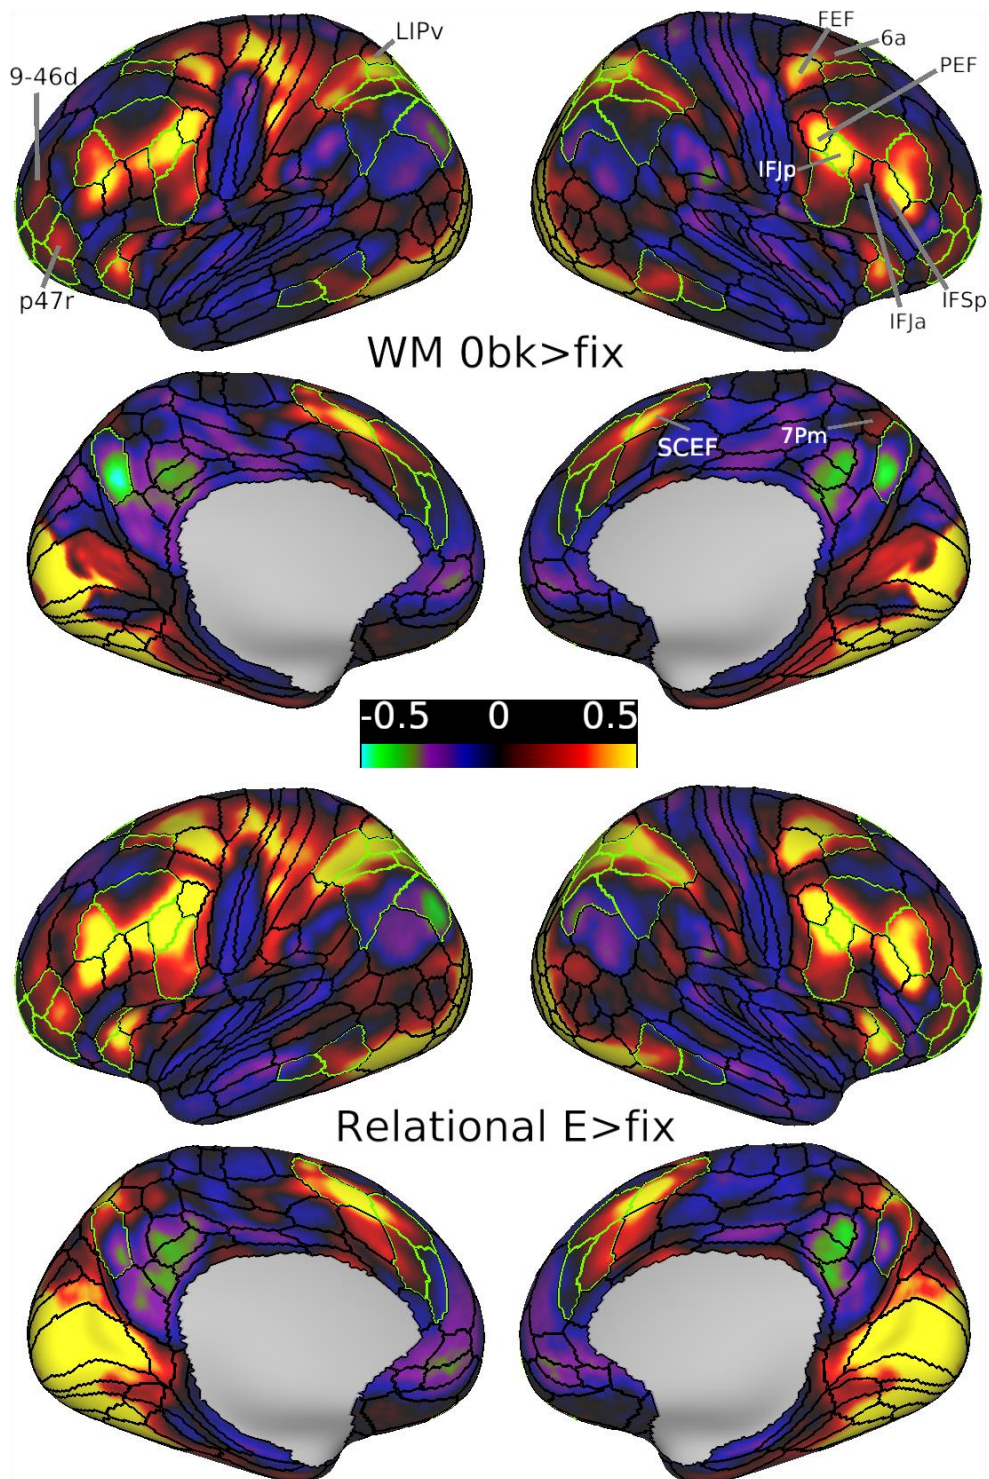 LIPv
FEF
6a
PEF
9-46d
IFJp
p47r
IFSp
IFJa
WM 0bk>fix
SCEF
7Pm
-0.5 0 0.5
Relational E>fix